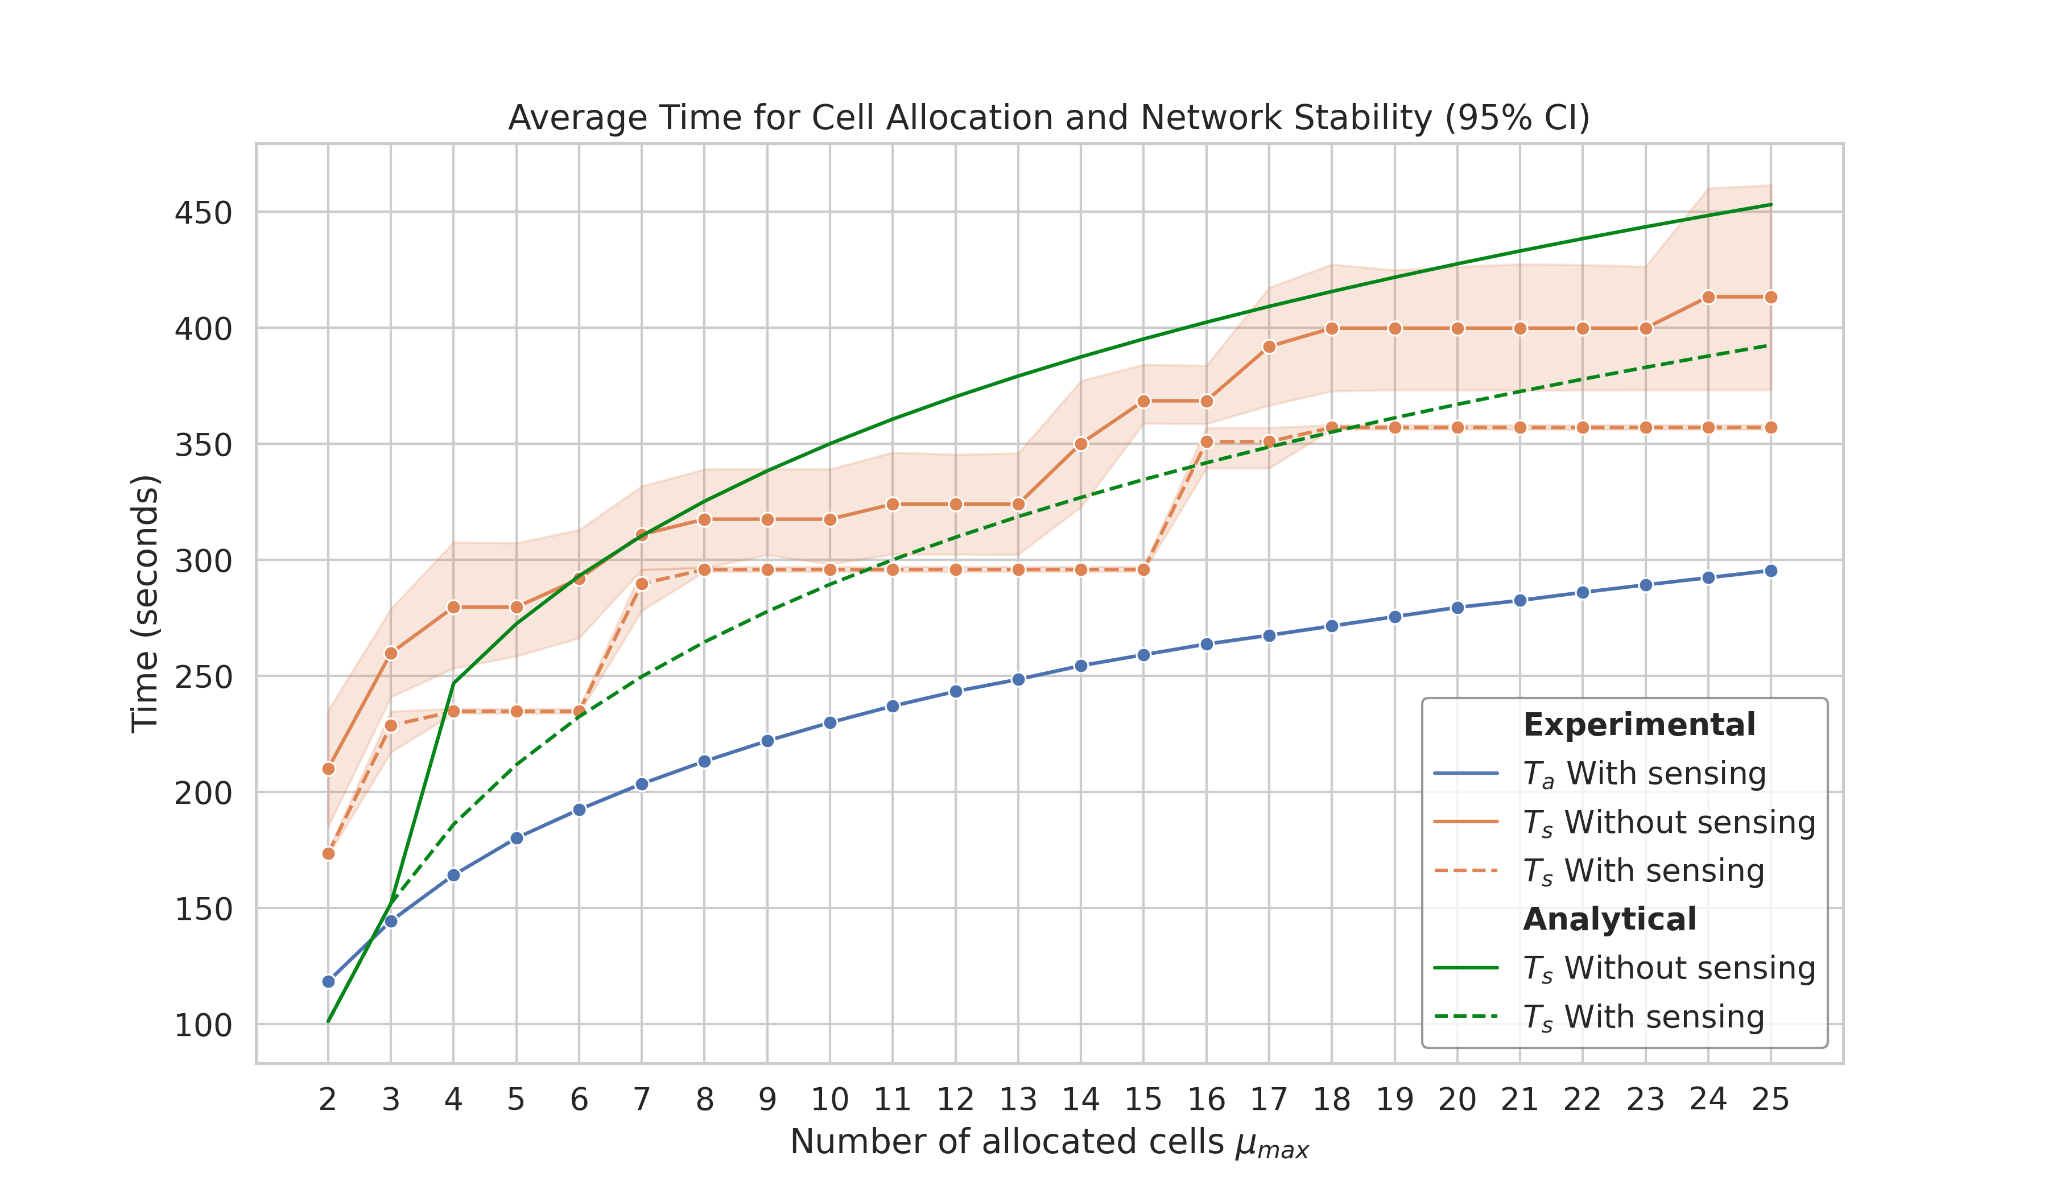 Average Time for Cell Allocation and Network Stability (95% CI)
450
400
350
300
250
200
150
100
Time (seconds)
Experimental
Tₐ With sensing
Tₛ Without sensing
Tₛ With sensing
Analytical
Tₛ Without sensing
Tₛ With sensing
2 3 4 5 6 7 8 9 10 11 12 13 14 15 16 17 18 19 20 21 22 23 24 25
Number of allocated cells μₘₐₓ